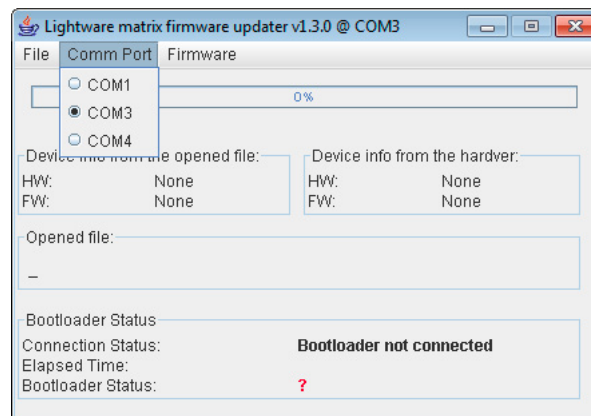 Lightware matrix firmware updater v1.3.0 @ COM3
File Comm Port Firmware
COM1
0%
COM3
COM4
Device info from the opened file:
HW: None
FW: None
Device info from the hardver:
HW: None
FW: None
Opened file:
–
Bootloader Status
Connection Status: Bootloader not connected
Elapsed Time:
Bootloader Status: ?